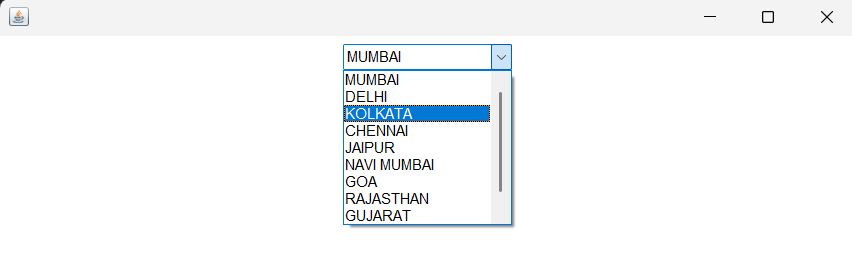 MUMBAI
MUMBAI
DELHI
KOLKATA
CHENNAI
JAIPUR
NAVI MUMBAI
GOA
RAJASTHAN
GUJARAT